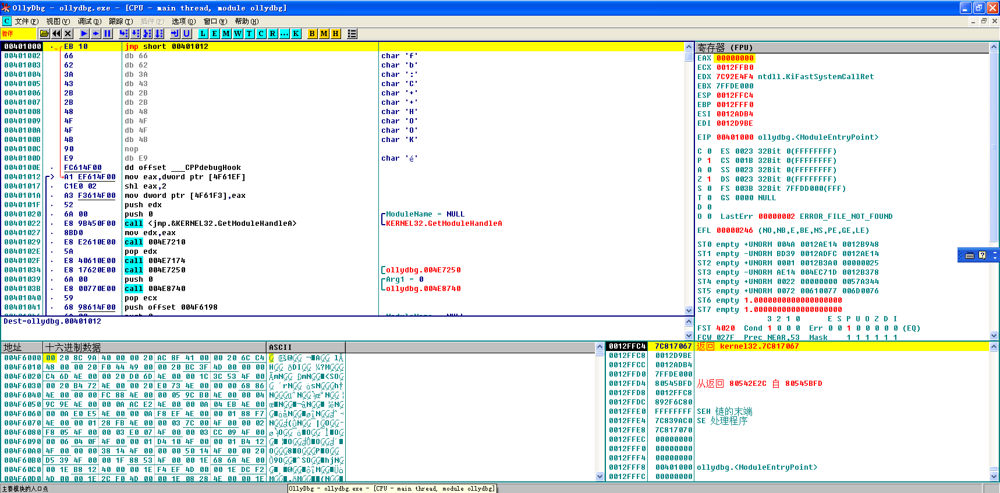 OllyDbg - ollydbg.exe - [CPU - main thread, module ollydbg]
C 文件(F) 视图(V) 调试(D) 跟踪(T) 插件(P) 选项(O) 窗口(W) 帮助(H)
暂停 L E M W T C R ... K B M H
00401000 EB 10 jmp short 00401012
00401002 66 db 66 char 'f'
00401003 62 db 62 char 'b'
00401004 3A db 3A char ':'
00401005 43 db 43 char 'C'
00401006 2B db 2B char '+'
00401007 2B db 2B char '+'
00401008 48 db 48 char 'H'
00401009 4F db 4F char 'O'
0040100A 4F db 4F char 'O'
0040100B 4B db 4B char 'K'
0040100C 90 nop
0040100D E9 db E9 char 'é'
0040100E FC614F00 dd offset ___CPPdebugHook
00401012 A1 EF614F00 mov eax,dword ptr [4F61EF]
00401017 C1E0 02 shl eax,2
0040101A A3 F3614F00 mov dword ptr [4F61F3],eax
0040101F 52 push edx
00401020 6A 00 push 0 ModuleName = NULL
00401022 E8 9B450F00 call <jmp.&KERNEL32.GetModuleHandleA> KERNEL32.GetModuleHandleA
00401027 8BD0 mov edx,eax
00401029 E8 E2610E00 call 004E7210
0040102E 5A pop edx
0040102F E8 40610E00 call 004E7174
00401034 E8 17620E00 call 004E7250 ollydbg.004E7250
00401039 6A 00 push 0 Arg1 = 0
0040103B E8 00770E00 call 004E8740 ollydbg.004E8740
00401040 59 pop ecx
00401041 68 98614F00 push offset 004F6198
Dest=ollydbg.00401012
寄存器 (FPU)
EAX 00000000
ECX 0012FFB0
EDX 7C92E4F4 ntdll.KiFastSystemCallRet
EBX 7FFDE000
ESP 0012FFC4
EBP 0012FFF0
ESI 0012ADB4
EDI 0012D9BE
EIP 00401000 ollydbg.<ModuleEntryPoint>
C 0 ES 0023 32Bit 0(FFFFFFFF)
P 1 CS 001B 32Bit 0(FFFFFFFF)
A 0 SS 0023 32Bit 0(FFFFFFFF)
Z 1 DS 0023 32Bit 0(FFFFFFFF)
S 0 FS 003B 32Bit 7FFDD000(FFF)
T 0 GS 0000 NULL
D 0
O 0 LastErr 00000002 ERROR_FILE_NOT_FOUND
EFL 00000246 (NO,NB,E,BE,NS,PE,GE,LE)
ST0 empty +UNORM 004A 0012AE14 0012B948
ST1 empty -UNORM BD39 0012ADFC 0012AE14
ST2 empty +UNORM 0001 0012B3A0 00000025
ST3 empty -UNORM AE14 004EC71D 0012B378
ST4 empty +UNORM 0022 00000000 0057A344
ST5 empty +UNORM 0072 00610077 006D0076
ST6 empty 1.0000000000000000000
ST7 empty 1.0000000000000000000
3 2 1 0 E S P U O Z D I
FST 4020 Cond 1 0 0 0 Err 0 0 1 0 0 0 0 0 (EQ)
FCW 027F Prec NEAR,53 Mask 1 1 1 1 1 1
地址 十六进制数据 ASCII
004F6000 00 20 8C 9A 40 00 00 20 AC 8F 41 00 00 20 6C C4
004F6010 48 00 00 20 F0 44 49 00 00 20 BC 3F 4D 00 00 00
004F6020 C4 6D 4E 00 00 20 D0 6D 4E 00 00 1C 3C 53 4F 00
004F6030 00 20 B4 72 4E 00 00 20 E0 73 4E 00 00 00 68 86
004F6040 4E 00 00 00 FC 88 4E 00 00 05 9C B0 4E 00 00 04
004F6050 9C 9E 4E 00 00 0A AC E2 4E 00 00 0A 04 EB 4E 00
004F6060 00 0A E0 E5 4E 00 00 0A F8 EF 4E 00 00 01 88 F7
004F6070 4E 00 00 01 28 FB 4E 00 00 03 7C 00 4F 00 00 02
004F6080 F8 05 4F 00 00 03 E0 07 4F 00 00 03 CC 09 4F 00
004F6090 00 06 04 0F 4F 00 00 01 D4 10 4F 00 00 01 B4 12
004F60A0 4F 00 00 00 38 14 4F 00 00 00 50 14 4F 00 00 20
004F60B0 D5 39 4F 00 00 1F 88 53 4F 00 00 1E 68 6A 4E 00
004F60C0 00 1E B8 12 40 00 00 1E F4 EF 4D 00 00 1E DC F2
004F60D0 4D 00 00 1E 2C F0 4D 00 00 1E 08 28 4E 00 00 1E
0012FFC4 7C817067 返回 kernel32.7C817067
0012FFC8 0012D9BE
0012FFCC 0012ADB4
0012FFD0 7FFDE000
0012FFD4 80545BFD 从返回 80542E2C 自 80545BFD
0012FFD8 0012FFC8
0012FFDC 892F6C80
0012FFE0 FFFFFFFF SEH 链的末端
0012FFE4 7C839AC0 SE 处理程序
0012FFE8 7C817070
0012FFEC 00000000
0012FFF0 00000000
0012FFF4 00000000
0012FFF8 00401000 ollydbg.<ModuleEntryPoint>
0012FFFC 00000000
主要模块的入口点
OllyDbg - ollydbg.exe - [CPU - main thread, module ollydbg]